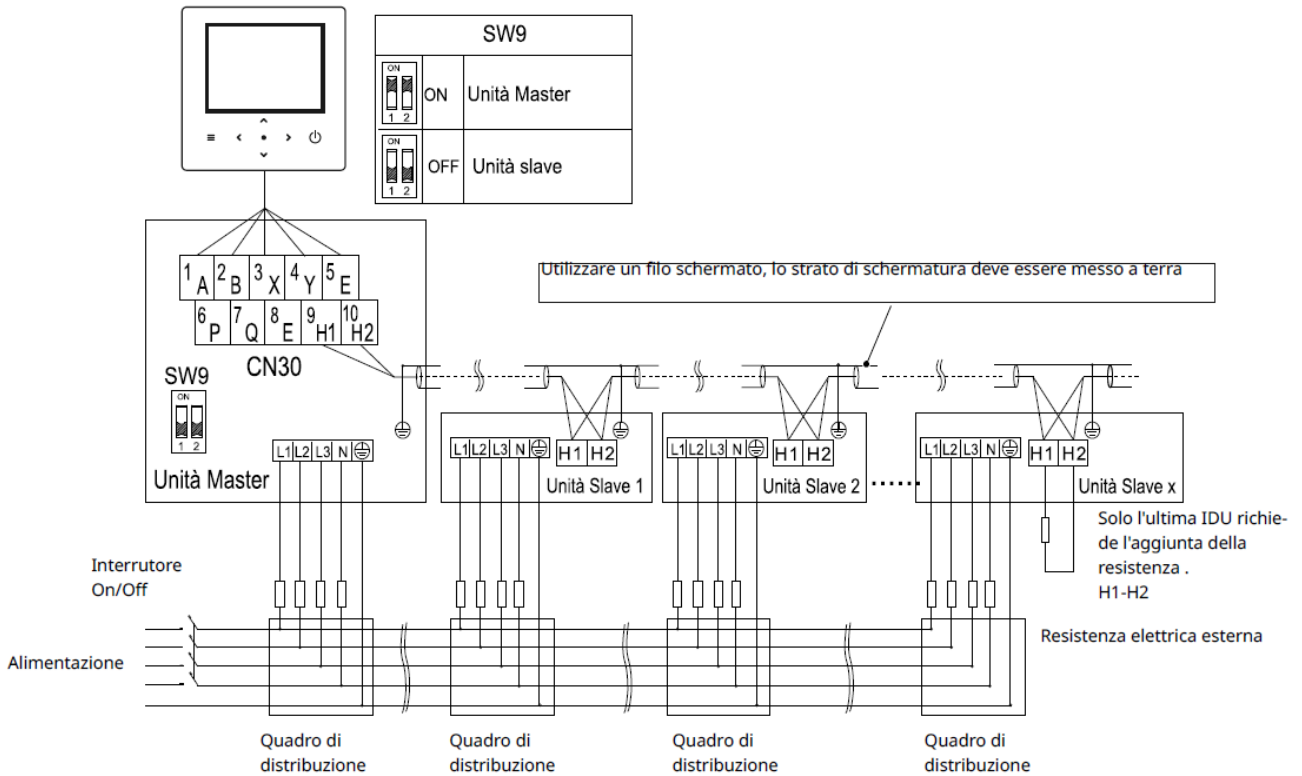 SW9
ON
1 2
ON
Unità Master
ON
1 2
OFF
Unità slave
1 A
2 B
3 X
4 Y
5 E
6 P
7 Q
8 E
9 H1
10 H2
CN30
SW9
ON
1 2
Unità Master
L1 L2 L3 N
Utilizzare un filo schermato, lo strato di schermatura deve essere messo a terra
L1 L2 L3 N
H1 H2
Unità Slave 1
L1 L2 L3 N
H1 H2
Unità Slave 2
L1 L2 L3 N
H1 H2
Unità Slave x
Solo l'ultima IDU richie-
de l'aggiunta della
resistenza .
H1-H2
Interrutore
On/Off
Alimentazione
Resistenza elettrica esterna
Quadro di
distribuzione
Quadro di
distribuzione
Quadro di
distribuzione
Quadro di
distribuzione